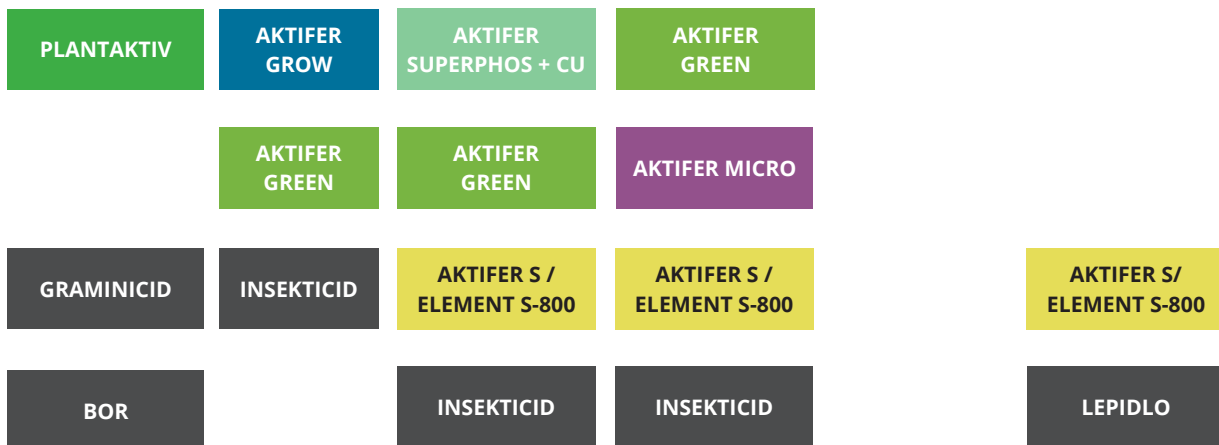 PLANTAKTIV
AKTIFER
GROW
AKTIFER
SUPERPHOS + CU
AKTIFER
GREEN
AKTIFER
GREEN
AKTIFER
GREEN
AKTIFER MICRO
GRAMINICID
INSEKTICID
AKTIFER S /
ELEMENT S-800
AKTIFER S /
ELEMENT S-800
AKTIFER S/
ELEMENT S-800
BOR
INSEKTICID
INSEKTICID
LEPIDLO